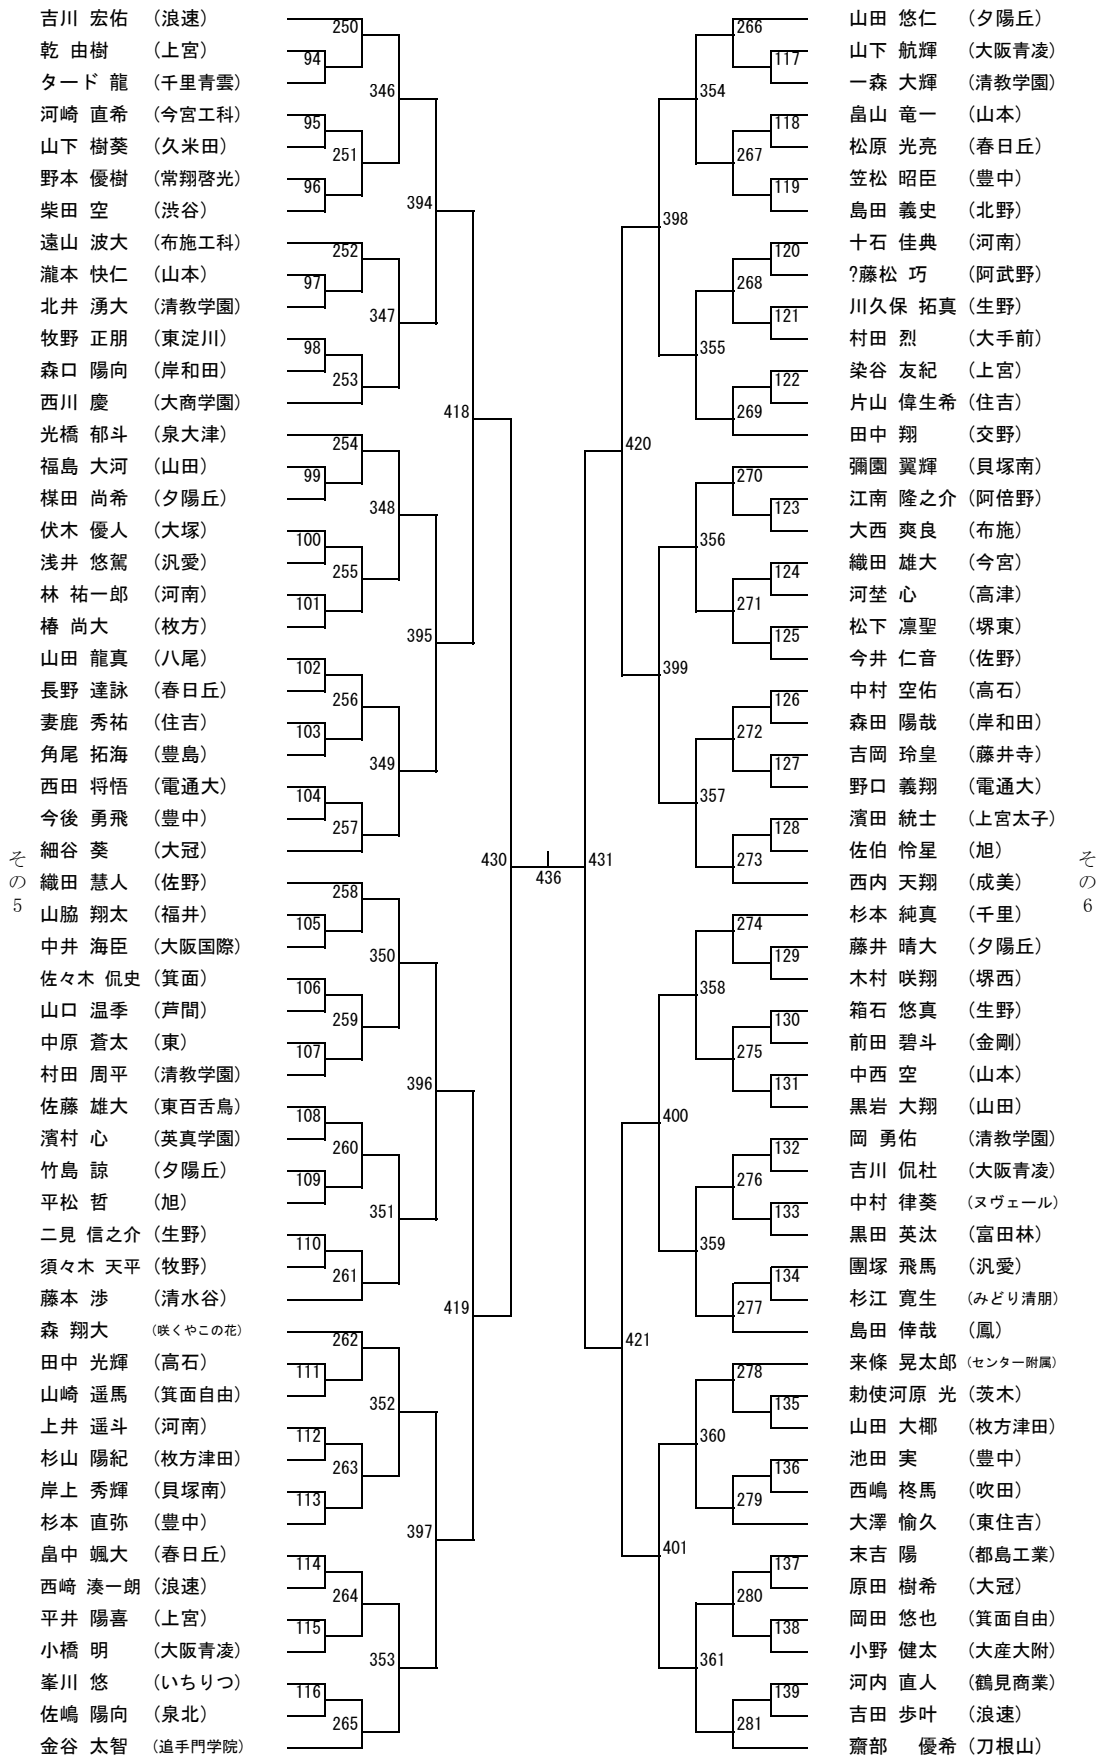 吉川 宏佑 （浪速）
乾 由樹 （上宮）
タード 龍 （千里青雲）
河崎 直希 （今宮工科）
山下 樹葵 （久米田）
野本 優樹 （常翔啓光）
柴田 空 （渋谷）
遠山 波大 （布施工科）
瀧本 快仁 （山本）
北井 湧大 （清教学園）
牧野 正朋 （東淀川）
森口 陽向 （岸和田）
西川 慶 （大商学園）
光橋 郁斗 （泉大津）
福島 大河 （山田）
楳田 尚希 （夕陽丘）
伏木 優人 （大塚）
浅井 悠駕 （汎愛）
林 祐一郎 （河南）
椿 尚大 （枚方）
山田 龍真 （八尾）
長野 達詠 （春日丘）
妻鹿 秀祐 （住吉）
角尾 拓海 （豊島）
西田 将悟 （電通大）
今後 勇飛 （豊中）
細谷 葵 （大冠）
織田 慧人 （佐野）
山脇 翔太 （福井）
中井 海臣 （大阪国際）
佐々木 侃史 （箕面）
山口 温季 （芦間）
中原 蒼太 （東）
村田 周平 （清教学園）
佐藤 雄大 （東百舌鳥）
濱村 心 （英真学園）
竹島 諒 （夕陽丘）
平松 哲 （旭）
二見 信之介 （生野）
須々木 天平 （牧野）
藤本 渉 （清水谷）
森 翔大 （咲くやこの花）
田中 光輝 （高石）
山崎 遥馬 （箕面自由）
上井 遥斗 （河南）
杉山 陽紀 （枚方津田）
岸上 秀輝 （貝塚南）
杉本 直弥 （豊中）
畠中 颯大 （春日丘）
西﨑 湊一朗 （浪速）
平井 陽喜 （上宮）
小橋 明 （大阪青凌）
峯川 悠 （いちりつ）
佐嶋 陽向 （泉北）
金谷 太智 （追手門学院）
その5
250
94
95
251
96
252
97
98
253
254
99
100
255
101
102
256
103
104
257
258
105
106
259
107
108
260
109
110
261
262
111
112
263
113
114
264
115
116
265
346
347
348
349
350
351
352
353
394
395
396
397
418
419
430
436
431
420
421
398
399
400
401
354
355
356
357
358
359
360
361
266
117
118
267
119
120
268
121
122
269
270
123
124
271
125
126
272
127
128
273
274
129
130
275
131
132
276
133
134
277
278
135
136
279
137
280
138
139
281
山田 悠仁 （夕陽丘）
山下 航輝 （大阪青凌）
一森 大輝 （清教学園）
畠山 竜一 （山本）
松原 光亮 （春日丘）
笠松 昭臣 （豊中）
島田 義史 （北野）
十石 佳典 （河南）
?藤松 巧 （阿武野）
川久保 拓真 （生野）
村田 烈 （大手前）
染谷 友紀 （上宮）
片山 偉生希 （住吉）
田中 翔 （交野）
彌園 翼輝 （貝塚南）
江南 隆之介 （阿倍野）
大西 爽良 （布施）
織田 雄大 （今宮）
河埜 心 （高津）
松下 凛聖 （堺東）
今井 仁音 （佐野）
中村 空佑 （高石）
森田 陽哉 （岸和田）
吉岡 玲皇 （藤井寺）
野口 義翔 （電通大）
濱田 統士 （上宮太子）
佐伯 怜星 （旭）
西内 天翔 （成美）
杉本 純真 （千里）
藤井 晴大 （夕陽丘）
木村 咲翔 （堺西）
箱石 悠真 （生野）
前田 碧斗 （金剛）
中西 空 （山本）
黒岩 大翔 （山田）
岡 勇佑 （清教学園）
吉川 侃杜 （大阪青凌）
中村 律葵 （ヌヴェール）
黒田 英汰 （富田林）
團塚 飛馬 （汎愛）
杉江 寛生 （みどり清朋）
島田 倖哉 （鳳）
来條 晃太郎 （センター附属）
勅使河原 光 （茨木）
山田 大椰 （枚方津田）
池田 実 （豊中）
西嶋 柊馬 （吹田）
大澤 愉久 （東住吉）
末吉 陽 （都島工業）
原田 樹希 （大冠）
岡田 悠也 （箕面自由）
小野 健太 （大産大附）
河内 直人 （鶴見商業）
吉田 歩叶 （浪速）
齋部 優希 （刀根山）
その6